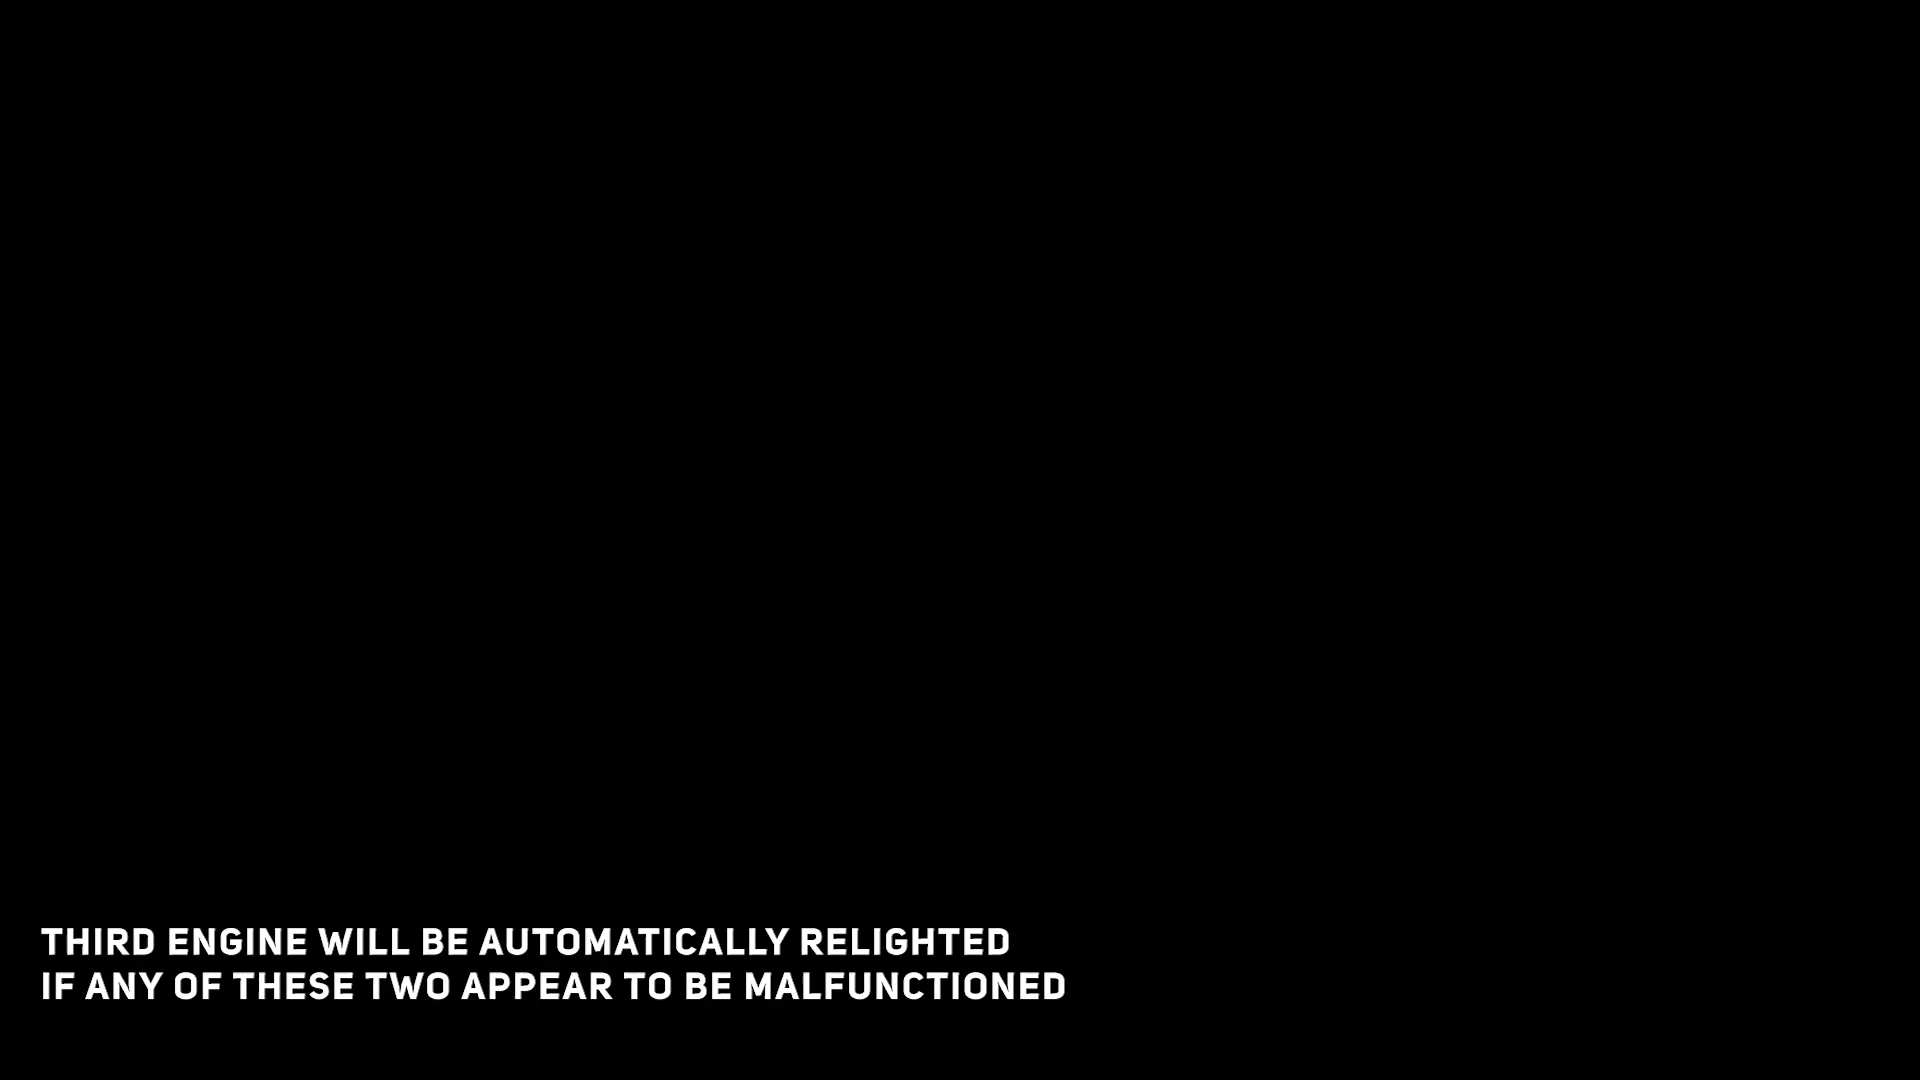 THIRD ENGINE WILL BE AUTOMATICALLY RELIGHTED
IF ANY OF THESE TWO APPEAR TO BE MALFUNCTIONED